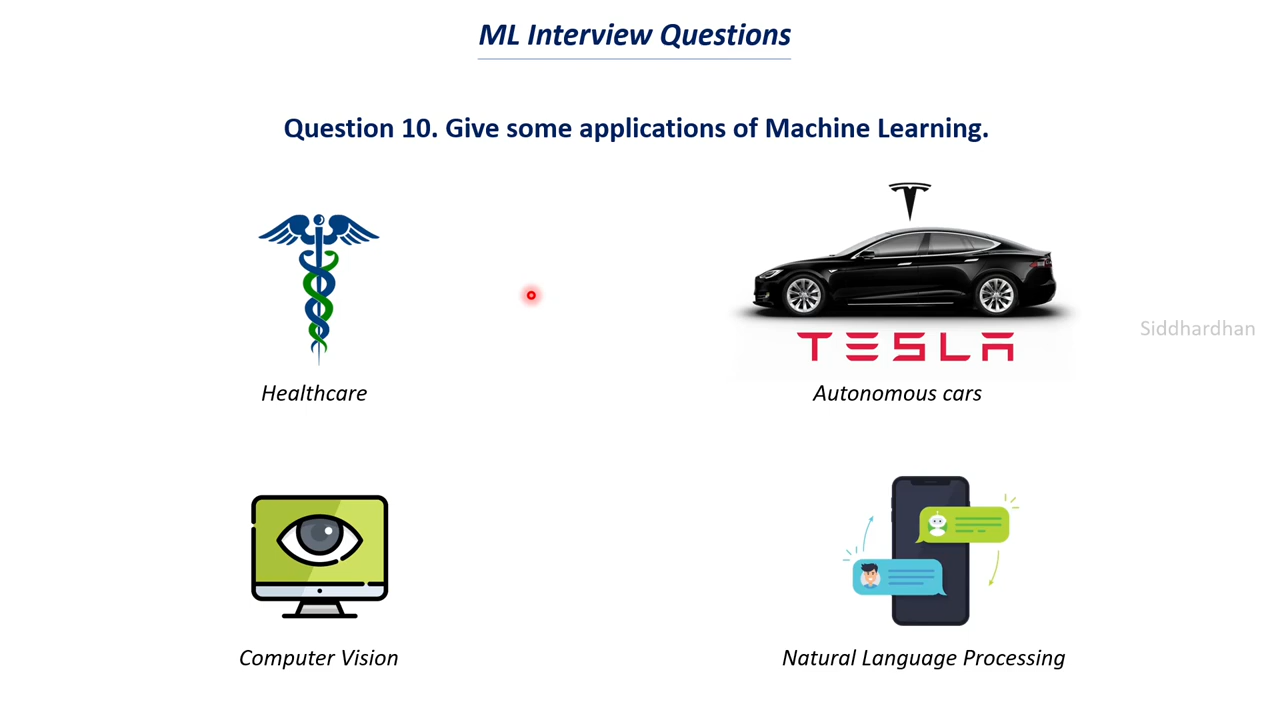 ML Interview Questions
Question 10. Give some applications of Machine Learning.
TESLA
Siddhardhan
Healthcare
Autonomous cars
Computer Vision
Natural Language Processing